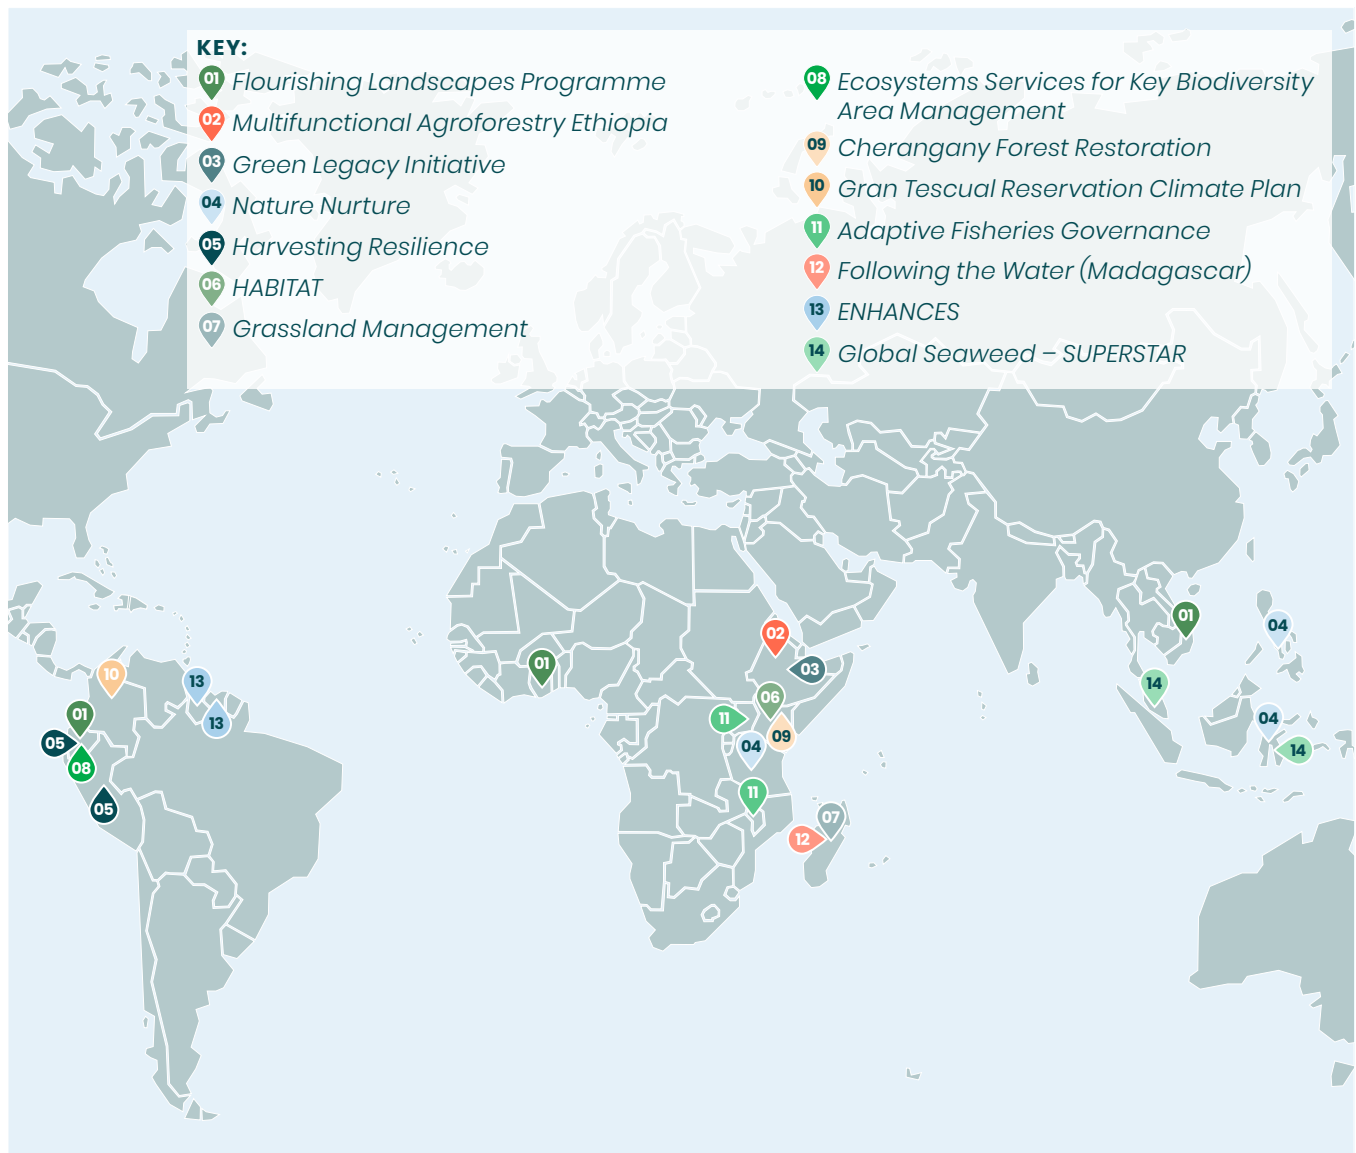 KEY:
01 Flourishing Landscapes Programme
02 Multifunctional Agroforestry Ethiopia
03 Green Legacy Initiative
04 Nature Nurture
05 Harvesting Resilience
06 HABITAT
07 Grassland Management
08 Ecosystems Services for Key Biodiversity
Area Management
09 Cherangany Forest Restoration
10 Gran Tescual Reservation Climate Plan
11 Adaptive Fisheries Governance
12 Following the Water (Madagascar)
13 ENHANCES
14 Global Seaweed – SUPERSTAR
01
04
02
01
03
10
13
14
06
01
11
13
04
09
05
04
14
08
11
05
07
12